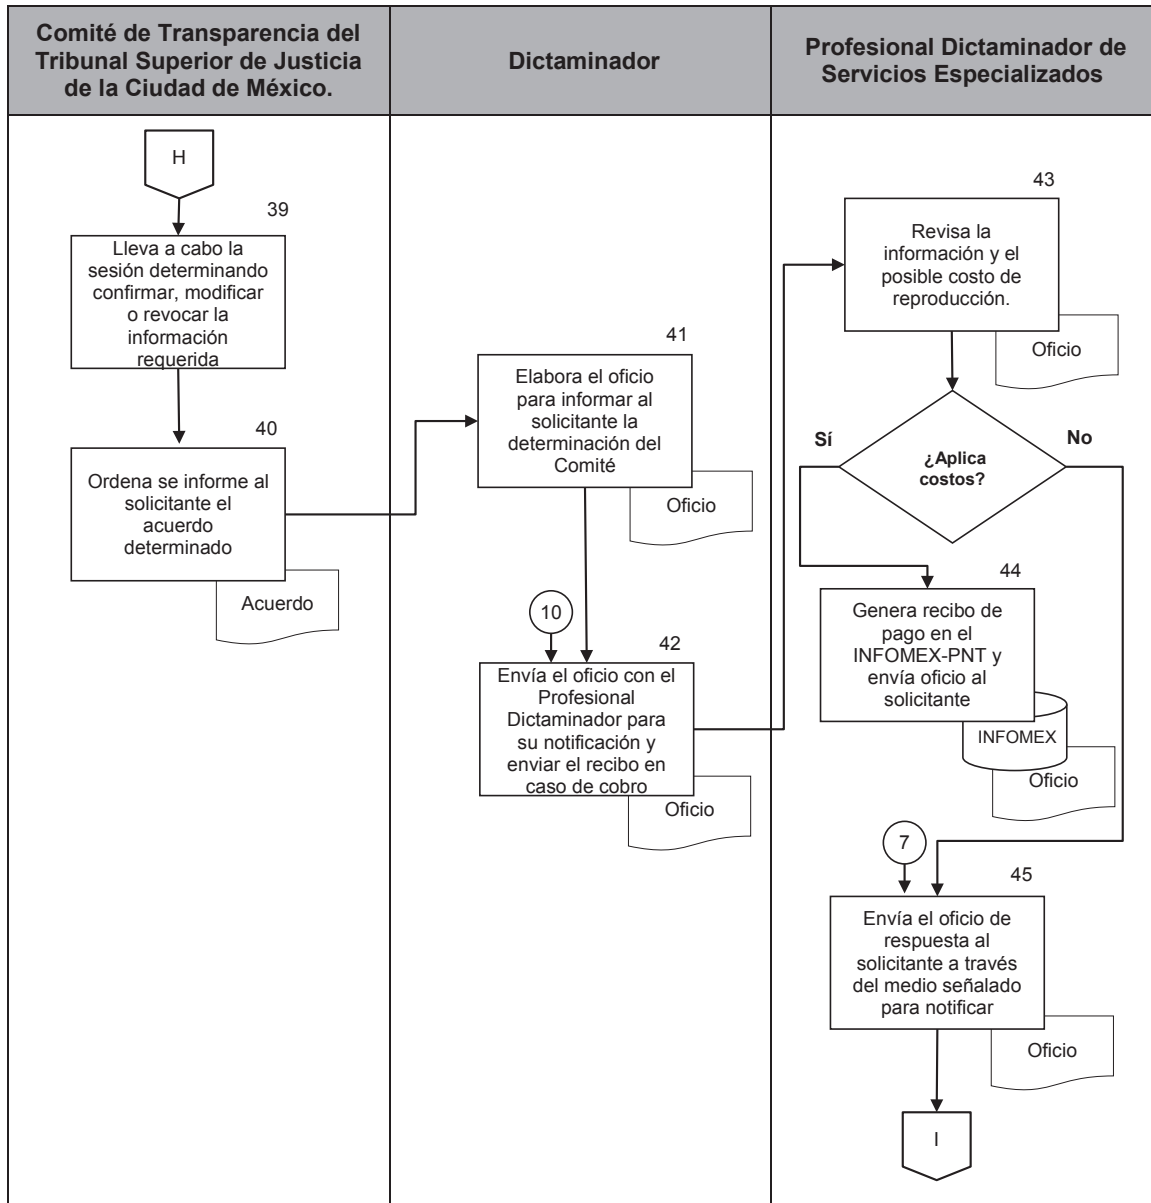 Comité de Transparencia del
Tribunal Superior de Justicia
de la Ciudad de México.
Dictaminador
Profesional Dictaminador de
Servicios Especializados
H
39
Lleva a cabo la
sesión determinando
confirmar, modificar
o revocar la
información
requerida
40
Ordena se informe al
solicitante el
acuerdo
determinado
Acuerdo
41
Elabora el oficio
para informar al
solicitante la
determinación del
Comité
Oficio
10
42
Envía el oficio con el
Profesional
Dictaminador para
su notificación y
enviar el recibo en
caso de cobro
Oficio
43
Revisa la
información y el
posible costo de
reproducción.
Oficio
Sí
¿Aplica
costos?
No
44
Genera recibo de
pago en el
INFOMEX-PNT y
envía oficio al
solicitante
INFOMEX
Oficio
7
45
Envía el oficio de
respuesta al
solicitante a través
del medio señalado
para notificar
Oficio
I